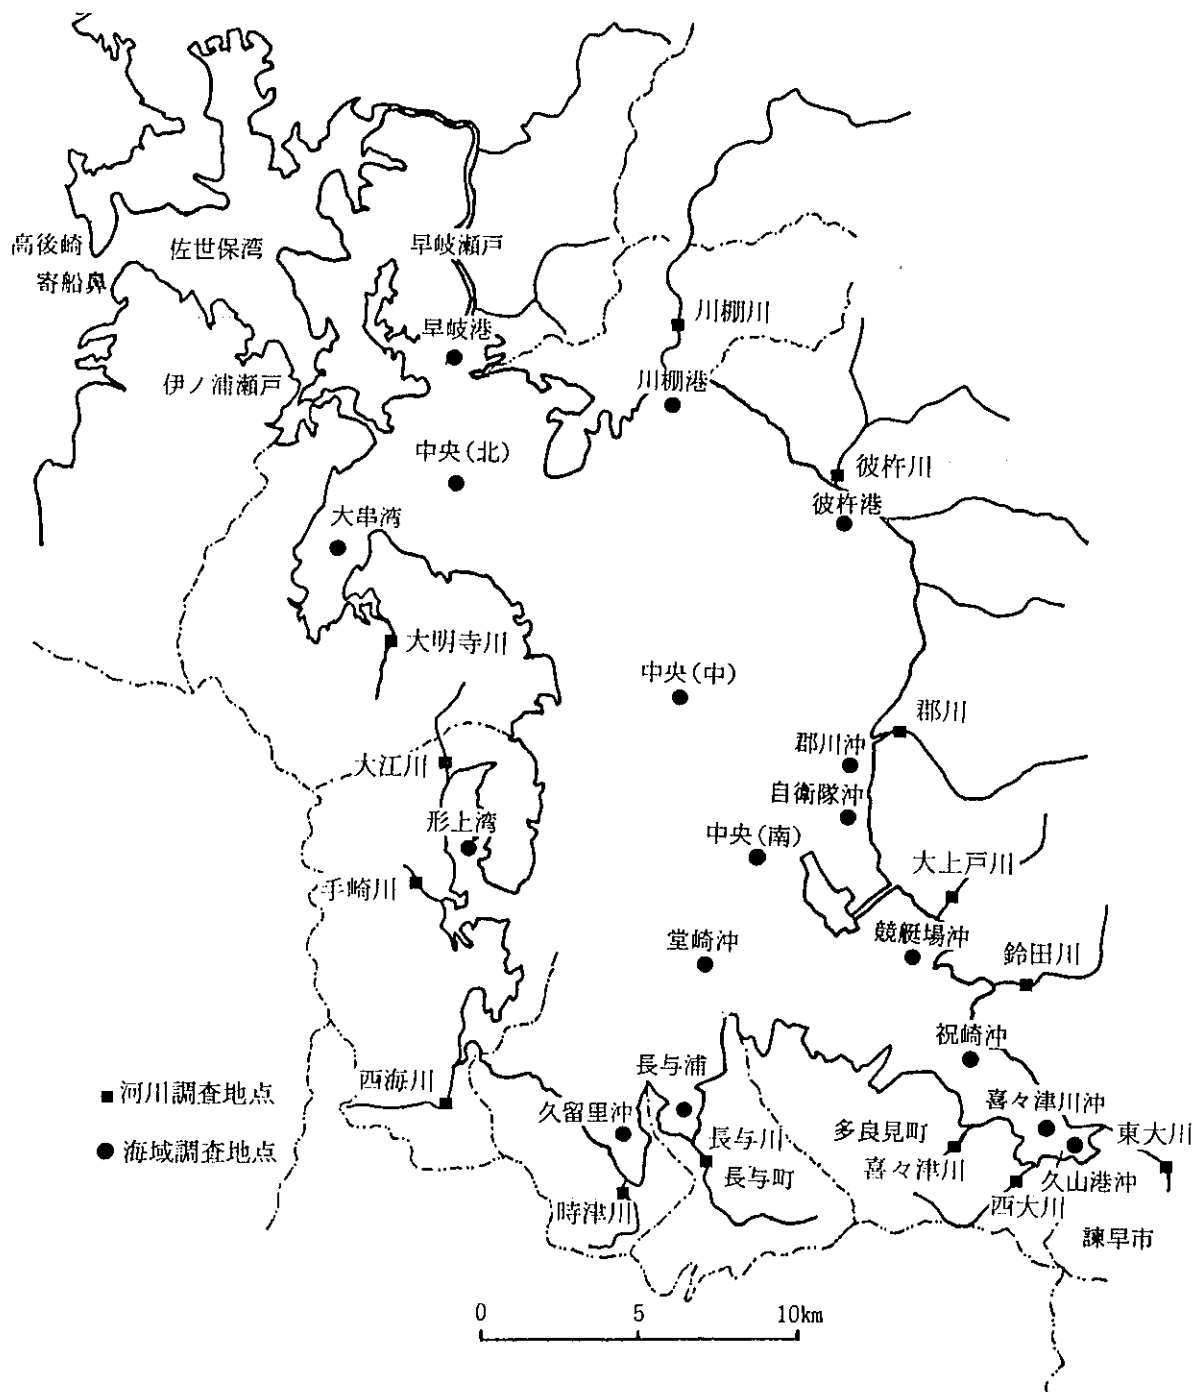 高後崎
佐世保湾
早岐瀬戸
寄船鼻
川棚川
早岐港
伊ノ浦瀬戸
川棚港
中央(北)
彼杵川
彼杵港
大串湾
大明寺川
中央(中)
郡川
郡川沖
大江川
自衛隊沖
形上湾
中央(南)
大上戸川
手崎川
競艇場沖
堂崎沖
鈴田川
祝崎沖
長与浦
西海川
河川調査地点
久留里沖
喜々津川沖
多良見町
東大川
長与川
海域調査地点
喜々津川
長与町
久山港沖
西大川
時津川
諫早市
0 5 10km